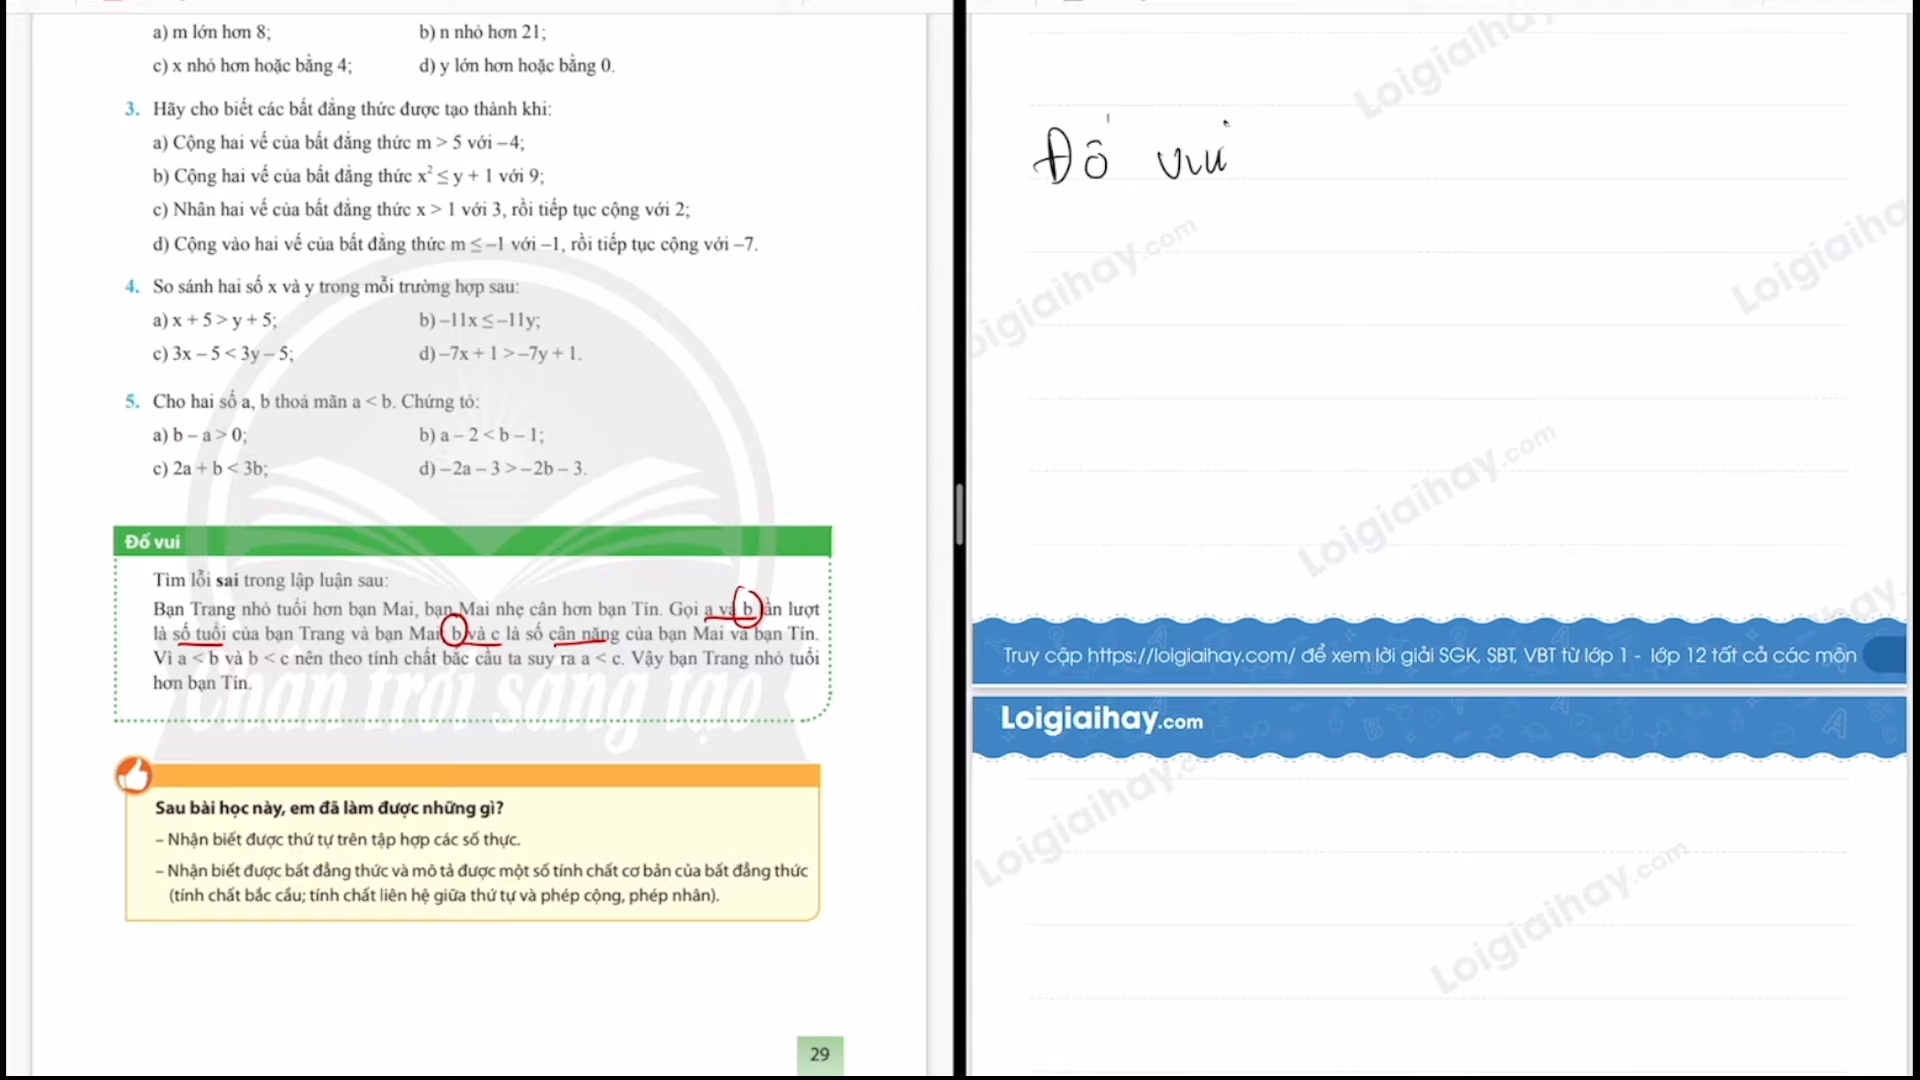 a) m lớn hơn 8;
b) n nhỏ hơn 21;
c) x nhỏ hơn hoặc bằng 4;
d) y lớn hơn hoặc bằng 0.
3. Hãy cho biết các bất đẳng thức được tạo thành khi:
a) Cộng hai vế của bất đẳng thức m > 5 với –4;
b) Cộng hai vế của bất đẳng thức x² ≤ y + 1 với 9;
c) Nhân hai vế của bất đẳng thức x > 1 với 3, rồi tiếp tục cộng với 2;
d) Cộng vào hai vế của bất đẳng thức m ≤ –1 với –1, rồi tiếp tục cộng với –7.
4. So sánh hai số x và y trong mỗi trường hợp sau:
a) x + 5 > y + 5;
b) –11x ≤ –11y;
c) 3x – 5 < 3y – 5;
d) –7x + 1 > –7y + 1.
5. Cho hai số a, b thoả mãn a < b. Chứng tỏ:
a) b – a > 0;
b) a – 2 < b – 1;
c) 2a + b < 3b;
d) –2a – 3 > –2b – 3.
Đố vui
Tìm lỗi sai trong lập luận sau:
Bạn Trang nhỏ tuổi hơn bạn Mai, bạn Mai nhẹ cân hơn bạn Tín. Gọi a và b lần lượt
là số tuổi của bạn Trang và bạn Mai b và c là số cân nặng của bạn Mai và bạn Tín.
Vì a < b và b < c nên theo tính chất bắc cầu ta suy ra a < c. Vậy bạn Trang nhỏ tuổi
hơn bạn Tín.
Chân trời sáng tạo
Sau bài học này, em đã làm được những gì?
– Nhận biết được thứ tự trên tập hợp các số thực.
– Nhận biết được bất đẳng thức và mô tả được một số tính chất cơ bản của bất đẳng thức
(tính chất bắc cầu; tính chất liên hệ giữa thứ tự và phép cộng, phép nhân).
29
Đố vui
Loigiaihay.com
Truy cập https://loigiaihay.com/ để xem lời giải SGK, SBT, VBT từ lớp 1 - lớp 12 tất cả các môn
Loigiaihay.com
Loigiaihay.com
Loigiaihay.com